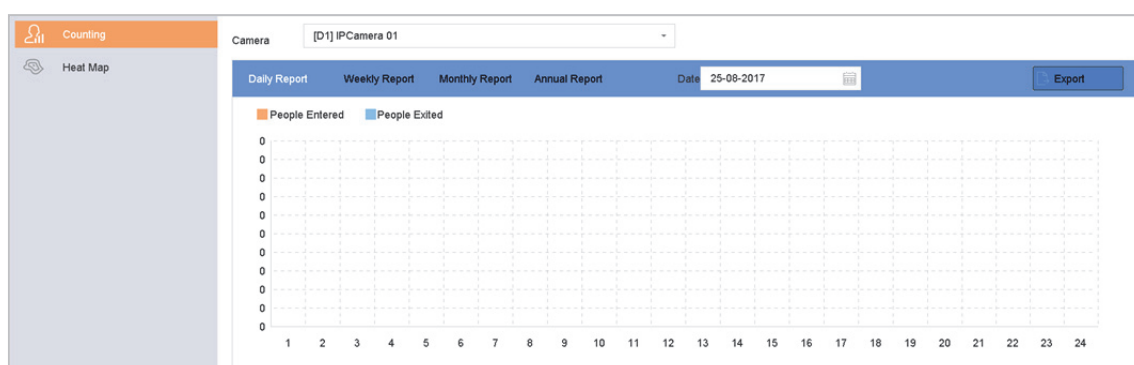 Counting
Heat Map
Camera [D1] IPCamera 01
Daily Report Weekly Report Monthly Report Annual Report Date 25-08-2017 Export
People Entered People Exited
0
0
0
0
0
0
0
0
0
0
0
1 2 3 4 5 6 7 8 9 10 11 12 13 14 15 16 17 18 19 20 21 22 23 24